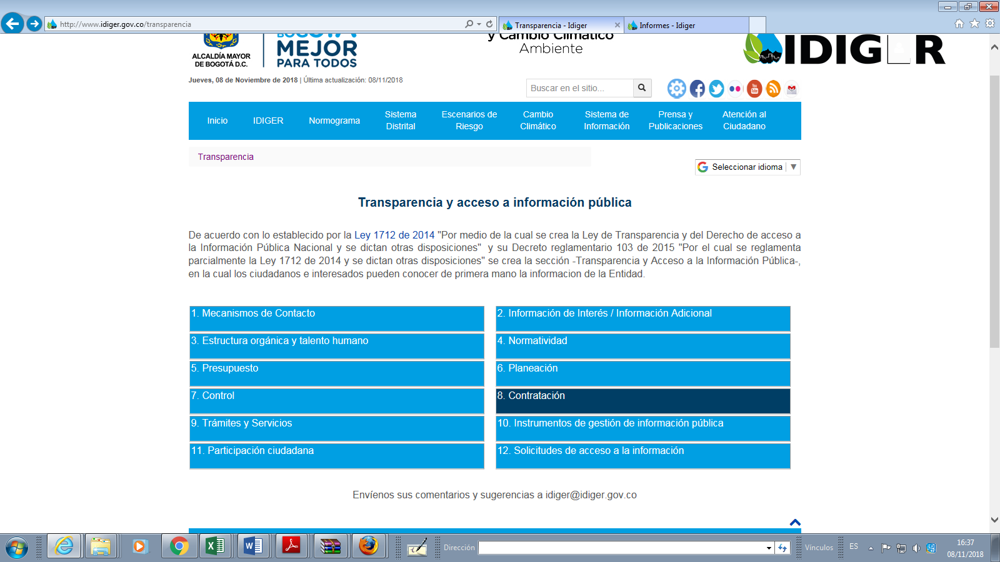 http://www.idiger.gov.co/transparencia
Transparencia - Idiger
Informes - Idiger
ALCALDÍA MAYOR
DE BOGOTÁ D.C.
BOGOTÁ
MEJOR
PARA TODOS
y Cambio Climático
Ambiente
IDIGER
Jueves, 08 de Noviembre de 2018 | Última actualización: 08/11/2018
Buscar en el sitio...
You
Tube
Inicio
IDIGER
Normograma
Sistema
Distrital
Escenarios de
Riesgo
Cambio
Climático
Sistema de
Información
Prensa y
Publicaciones
Atención al
Ciudadano
Transparencia
Seleccionar idioma ▼
Transparencia y acceso a información pública
De acuerdo con lo establecido por la Ley 1712 de 2014 "Por medio de la cual se crea la Ley de Transparencia y del Derecho de acceso a
la Información Pública Nacional y se dictan otras disposiciones" y su Decreto reglamentario 103 de 2015 "Por el cual se reglamenta
parcialmente la Ley 1712 de 2014 y se dictan otras disposiciones" se crea la sección -Transparencia y Acceso a la Información Pública-,
en la cual los ciudadanos e interesados pueden conocer de primera mano la informacion de la Entidad.
1. Mecanismos de Contacto
2. Información de Interés / Información Adicional
3. Estructura orgánica y talento humano
4. Normatividad
5. Presupuesto
6. Planeación
7. Control
8. Contratación
9. Trámites y Servicios
10. Instrumentos de gestión de información pública
11. Participación ciudadana
12. Solicitudes de acceso a la información
Envíenos sus comentarios y sugerencias a idiger@idiger.gov.co
Dirección
Vínculos
ES
16:37
08/11/2018